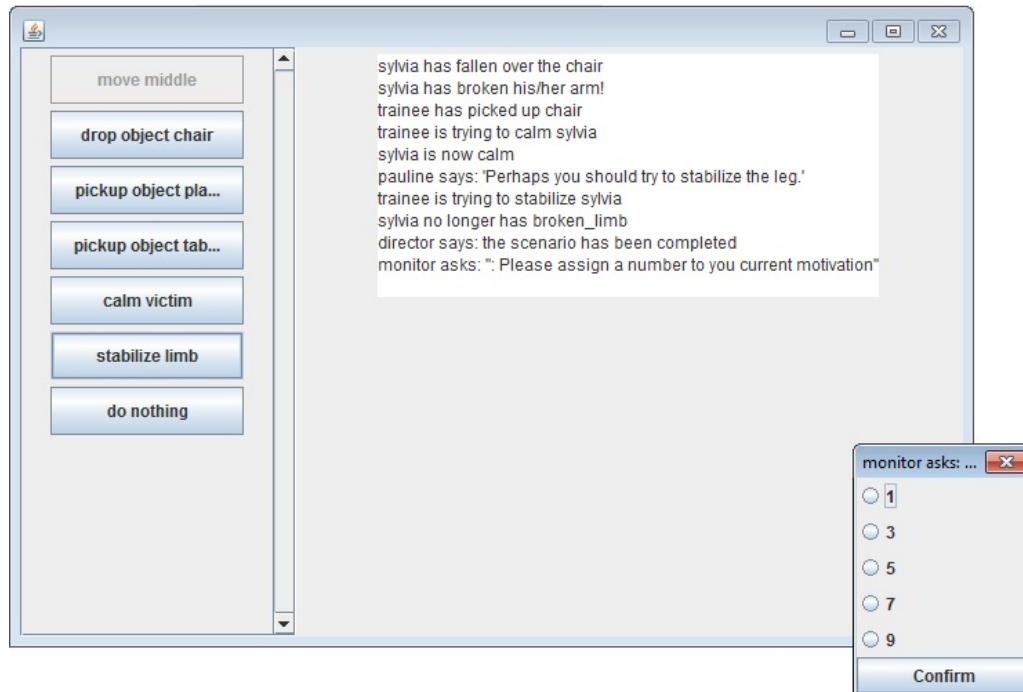 move middle
drop object chair
pickup object pla...
pickup object tab...
calm victim
stabilize limb
do nothing
sylvia has fallen over the chair
sylvia has broken his/her arm!
trainee has picked up chair
trainee is trying to calm sylvia
sylvia is now calm
pauline says: 'Perhaps you should try to stabilize the leg.'
trainee is trying to stabilize sylvia
sylvia no longer has broken_limb
director says: the scenario has been completed
monitor asks: ": Please assign a number to you current motivation"
monitor asks: ...
1
3
5
7
9
Confirm